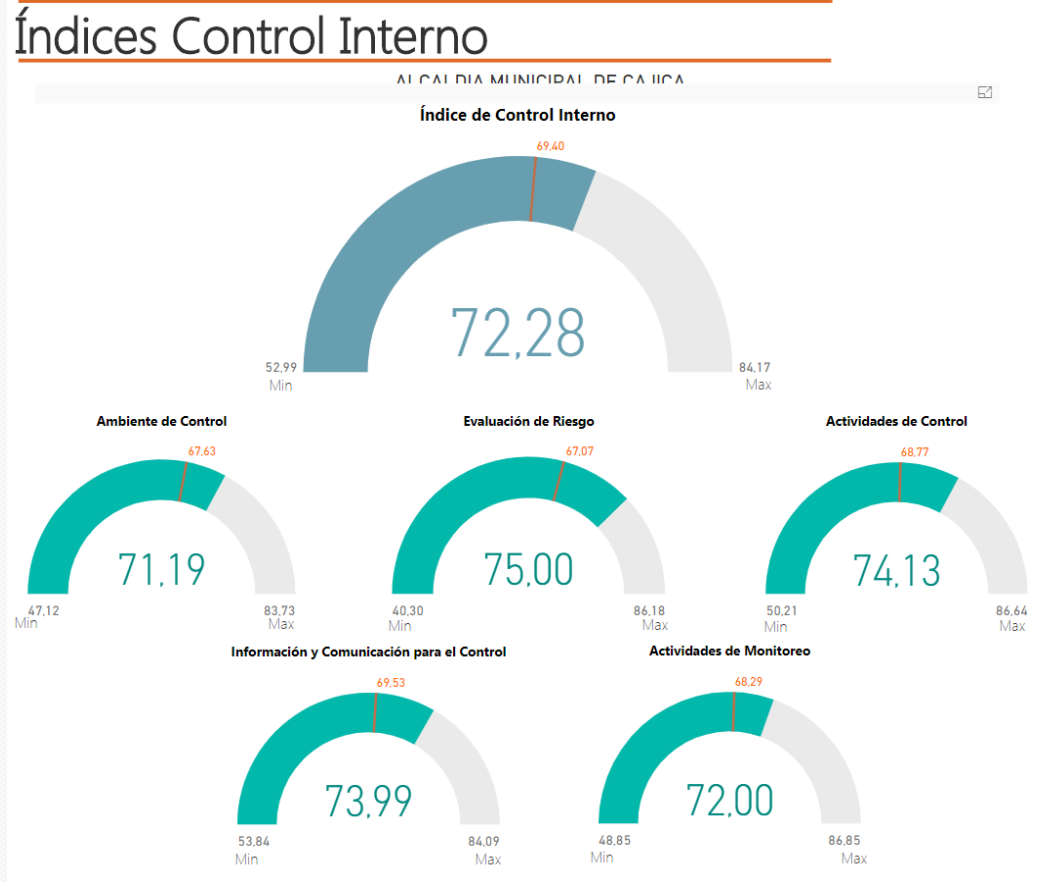 Índices Control Interno
ALCALDIA MUNICIPAL DE CAJICA
Índice de Control Interno
69,40
72,28
52,99
84,17
Min
Max
Ambiente de Control
Evaluación de Riesgo
Actividades de Control
67,63
67,07
68,77
71,19
75,00
74,13
47,12
83,73
40,30
86,18
50,21
86,64
Min
Max
Min
Max
Min
Max
Información y Comunicación para el Control
Actividades de Monitoreo
69,53
68,29
73,99
72,00
53,84
84,09
48,85
86,85
Min
Max
Min
Max